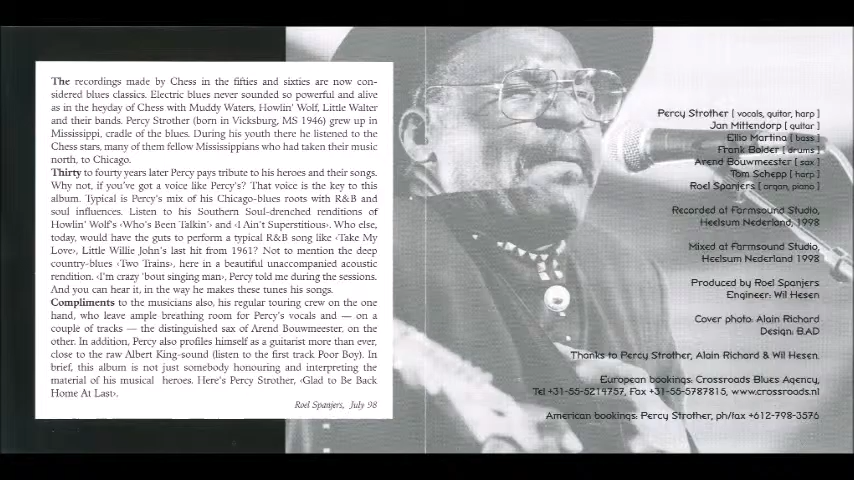 The recordings made by Chess in the fifties and sixties are now con-
sidered blues classics. Electric blues never sounded so powerful and alive
as in the heyday of Chess with Muddy Waters, Howlin' Wolf, Little Walter
and their bands. Percy Strother (born in Vicksburg, MS 1946) grew up in
Mississippi, cradle of the blues. During his youth there he listened to the
Chess stars, many of them fellow Mississippians who had taken their music
north, to Chicago.
Thirty to fourty years later Percy pays tribute to his heroes and their songs.
Why not, if you've got a voice like Percy's? That voice is the key to this
album. Typical is Percy's mix of his Chicago-blues roots with R&B and
soul influences. Listen to his Southern Soul-drenched renditions of
Howlin' Wolf's ‹Who's Been Talkin'› and ‹I Ain't Superstitious›. Who else,
today, would have the guts to perform a typical R&B song like ‹Take My
Love›, Little Willie John's last hit from 1961? Not to mention the deep
country-blues ‹Two Trains›, here in a beautiful unaccompanied acoustic
rendition. ‹I'm crazy 'bout singing man›, Percy told me during the sessions.
And you can hear it, in the way he makes these tunes his songs.
Compliments to the musicians also, his regular touring crew on the one
hand, who leave ample breathing room for Percy's vocals and — on a
couple of tracks — the distinguished sax of Arend Bouwmeester, on the
other. In addition, Percy also profiles himself as a guitarist more than ever,
close to the raw Albert King-sound (listen to the first track Poor Boy). In
brief, this album is not just somebody honouring and interpreting the
material of his musical heroes. Here's Percy Strother, ‹Glad to Be Back
Home At Last›.
Roel Spanjers, July 98
Percy Strother [ vocals, guitar, harp ]
Jan Mittendorp [ guitar ]
Ellio Martina [ bass ]
Frank Bolder [ drums ]
Arend Bouwmeester [ sax ]
Tom Schepp [ harp ]
Roel Spanjers [ organ, piano ]
Recorded at Farmsound Studio,
Heelsum Nederland, 1998
Mixed at Farmsound Studio,
Heelsum Nederland 1998
Produced by Roel Spanjers
Engineer: Wil Hesen
Cover photo: Alain Richard
Design: B.AD
Thanks to Percy Strother, Alain Richard & Wil Hesen.
European bookings: Crossroads Blues Agency,
Tel +31-55-5214757, Fax +31-55-5787815, www.crossroads.nl
American bookings: Percy Strother, ph/fax +612-798-3576